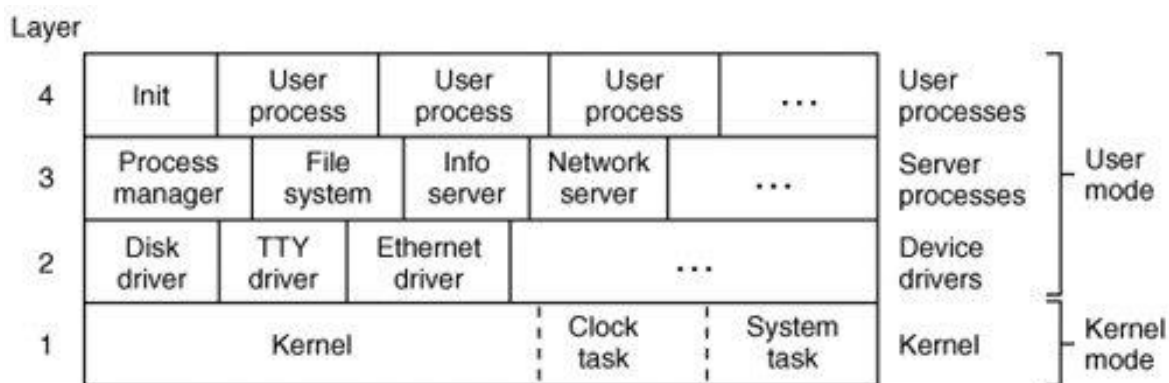 Layer
4 Init User process User process User process ... User processes
3 Process manager File system Info server Network server ... Server processes User mode
2 Disk driver TTY driver Ethernet driver ... Device drivers
1 Kernel Clock task System task Kernel Kernel mode